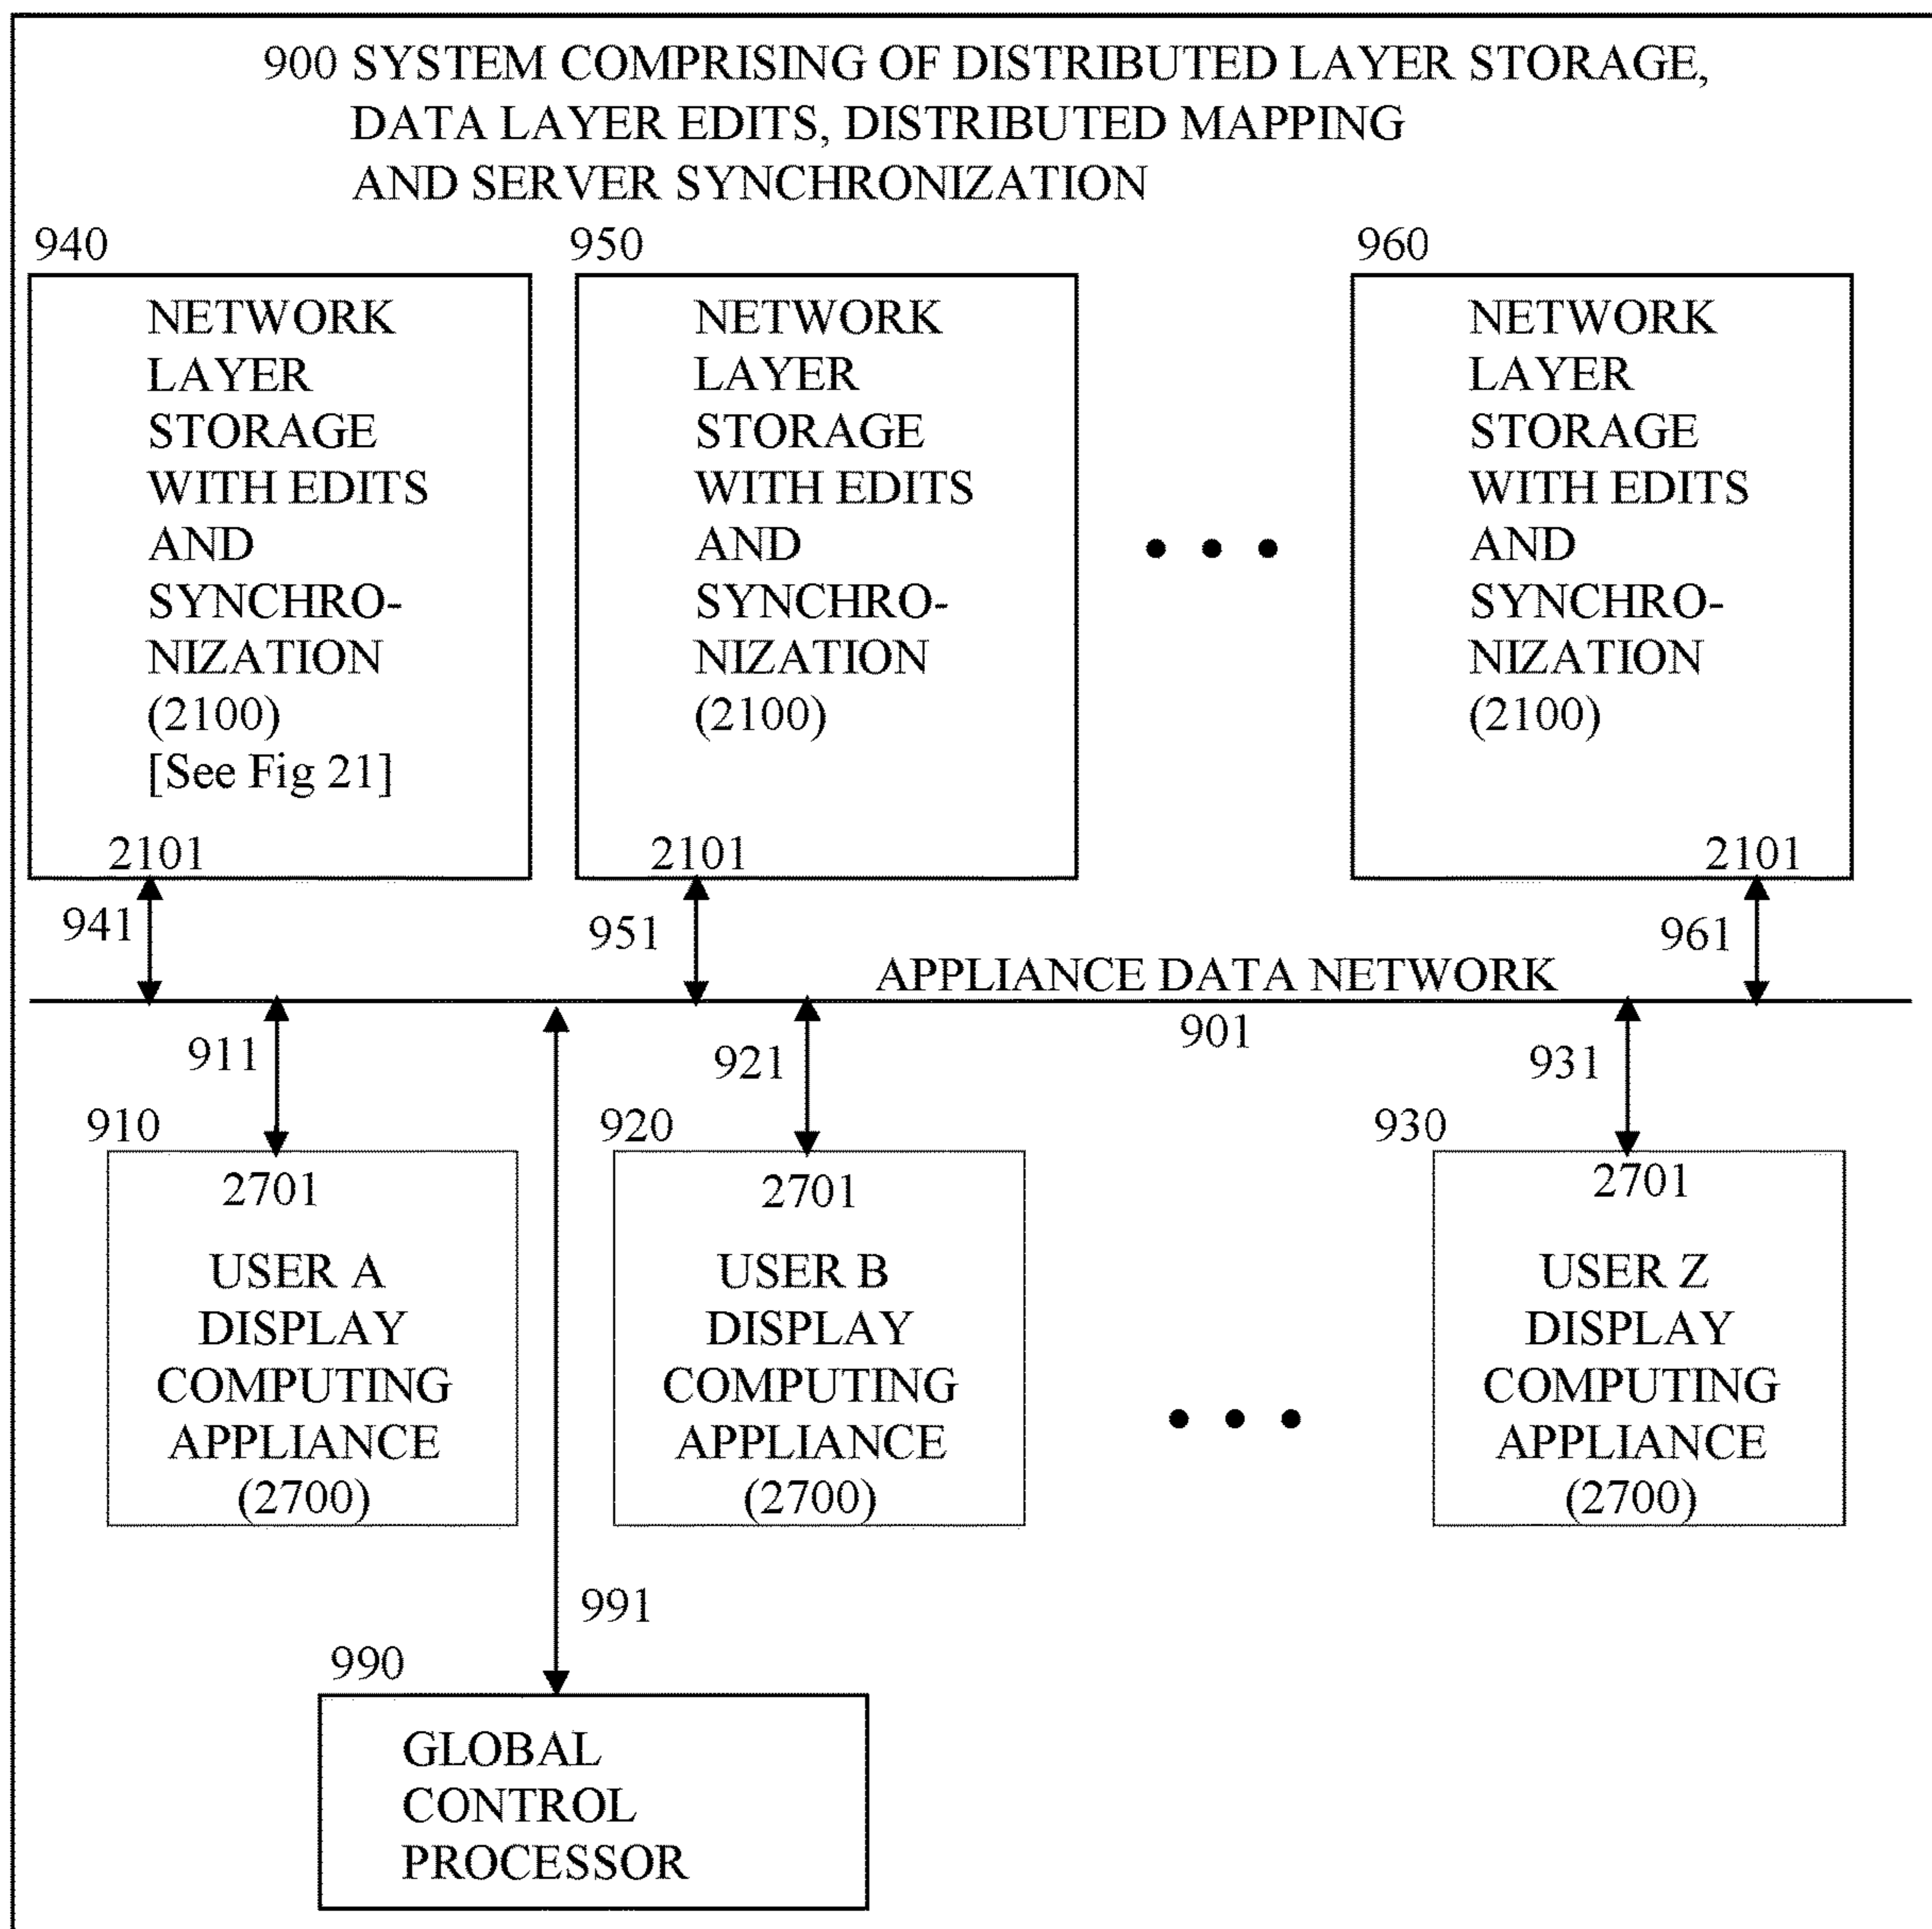 900 SYSTEM COMPRISING OF DISTRIBUTED LAYER STORAGE,
DATA LAYER EDITS, DISTRIBUTED MAPPING
AND SERVER SYNCHRONIZATION
940
NETWORK
LAYER
STORAGE
WITH EDITS
AND
SYNCHRO-
NIZATION
(2100)
[See Fig 21]
2101
950
NETWORK
LAYER
STORAGE
WITH EDITS
AND
SYNCHRO-
NIZATION
(2100)
2101
• • •
960
NETWORK
LAYER
STORAGE
WITH EDITS
AND
SYNCHRO-
NIZATION
(2100)
2101
941
951
961
APPLIANCE DATA NETWORK
901
911
921
931
910
2701
USER A
DISPLAY
COMPUTING
APPLIANCE
(2700)
920
2701
USER B
DISPLAY
COMPUTING
APPLIANCE
(2700)
• • •
930
2701
USER Z
DISPLAY
COMPUTING
APPLIANCE
(2700)
991
990
GLOBAL
CONTROL
PROCESSOR